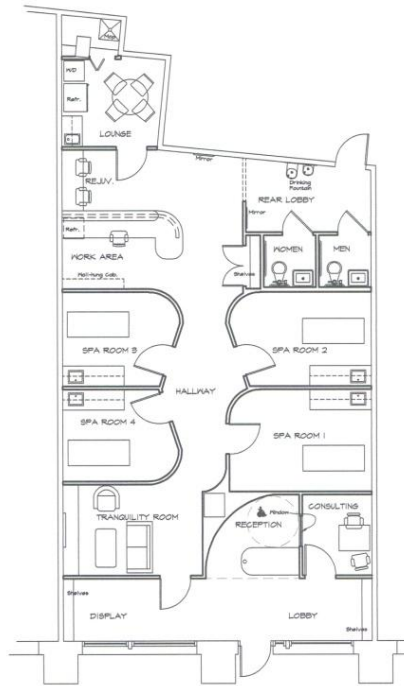 Mop
W/D
Refr.
LOUNGE
Mirror
REJUV.
Drinking
Fountain
REAR LOBBY
Mirror
Refr.
WOMEN
MEN
WORK AREA
Shelves
Wall-hung Cab.
SPA ROOM 3
SPA ROOM 2
HALLWAY
SPA ROOM 4
SPA ROOM 1
TRANQUILITY ROOM
Window
CONSULTING
RECEPTION
Shelves
DISPLAY
LOBBY
Shelves